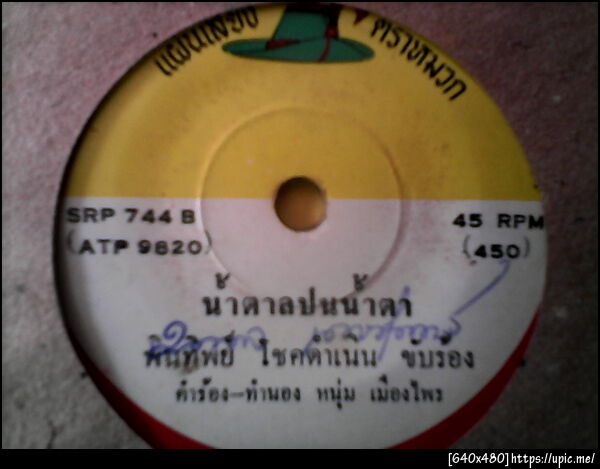 แผ่นเสียง ตราหมวก
SRP 744 B 45 RPM
(ATP 9820) (450)
น้ำตาลปนน้ำตา
พิณทิพย์ โชคดำเนิน ขับร้อง
คำร้อง-ทำนอง หนุ่ม เมืองไพร
[640x480]https://upic.me/